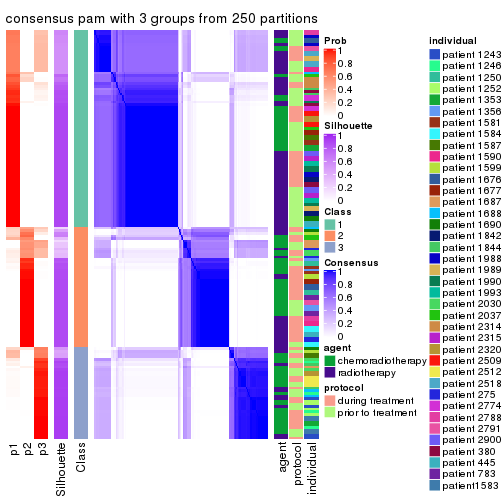 consensus pam with 3 groups from 250 partitions
Prob
1
0.8
0.6
0.4
0.2
0
Silhouette
1
0.8
0.6
0.4
0.2
0
Class
1
2
3
Consensus
1
0.8
0.6
0.4
0.2
0
agent
chemoradiotherapy
radiotherapy
protocol
during treatment
prior to treatment
individual
patient 1243
patient 1246
patient 1250
patient 1252
patient 1353
patient 1356
patient 1581
patient 1584
patient 1587
patient 1590
patient 1599
patient 1676
patient 1677
patient 1687
patient 1688
patient 1690
patient 1842
patient 1844
patient 1988
patient 1989
patient 1990
patient 1993
patient 2030
patient 2037
patient 2314
patient 2315
patient 2320
patient 2509
patient 2512
patient 2518
patient 275
patient 2774
patient 2788
patient 2791
patient 2900
patient 380
patient 445
patient 783
patient1583
p1
p2
p3
Silhouette
Class
agent
protocol
individual